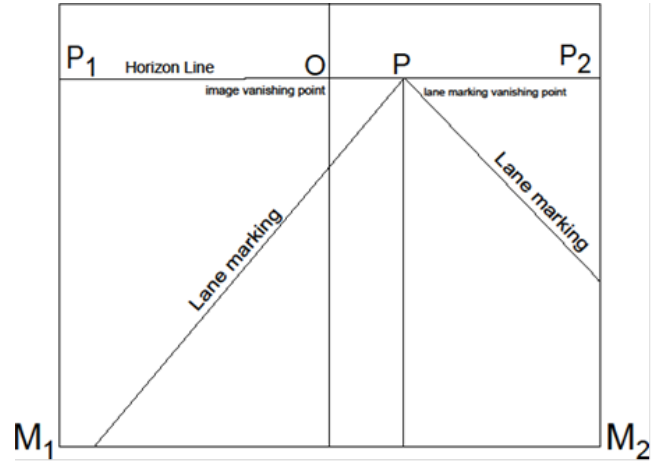 P1 Horizon Line O P P2
image vanishing point lane marking vanishing point
Lane marking Lane marking
M1 M2